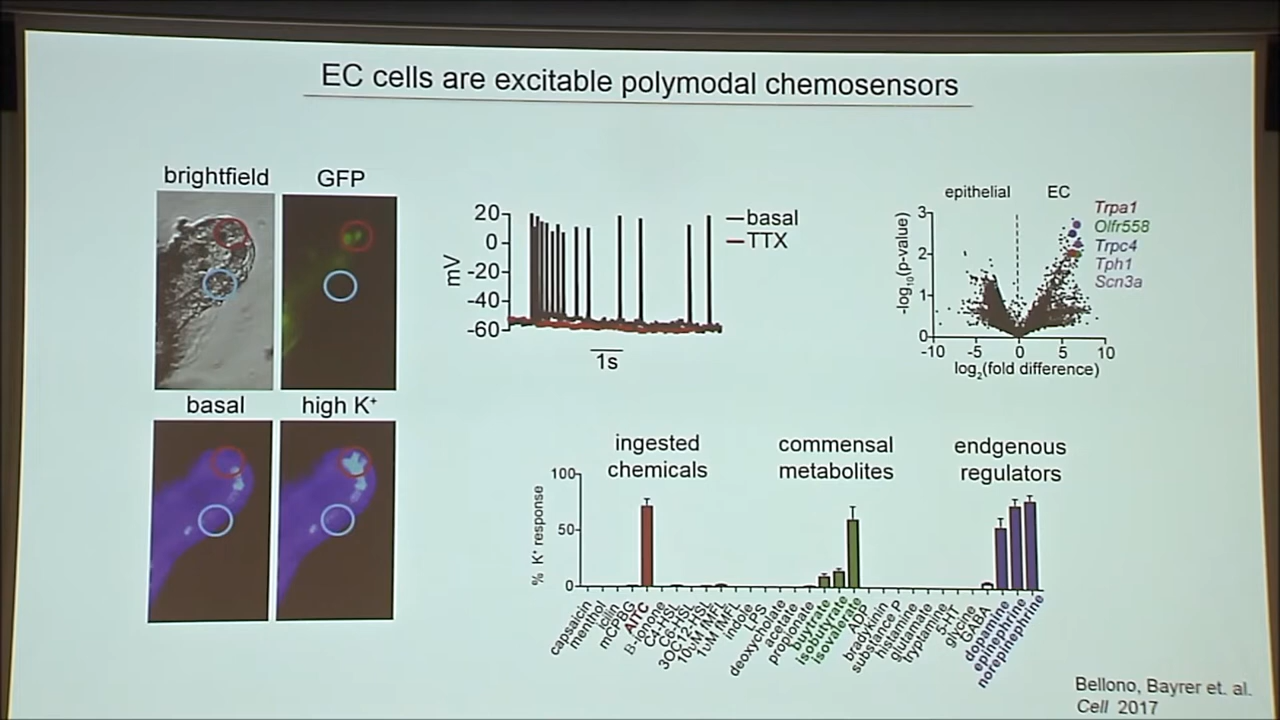 EC cells are excitable polymodal chemosensors
brightfield
GFP
basal
high K⁺
20
0
-20
-40
-60
mV
basal
TTX
1s
epithelial
EC
Trpa1
Olfr558
Trpc4
Tph1
Scn3a
3
2
1
0
-log₁₀(p-value)
-10 -5 0 5 10
log₂(fold difference)
ingested
chemicals
commensal
metabolites
endgenous
regulators
100
50
0
% K⁺ response
capsaicin
menthol
icilin
mCPBG
AITC
B-ionone
C4-HSL
C6-HSL
3OC12-HSL
10uM fMFL
1uM fMFL
indole
LPS
deoxycholate
acetate
propionate
buytrate
isobutyrate
isovalerate
ADP
bradykinin
substance P
histamine
glutamate
tryptamine
5-HT
glycine
GABA
dopamine
epinephrine
norepinephrine
Bellono, Bayrer et. al.
Cell 2017